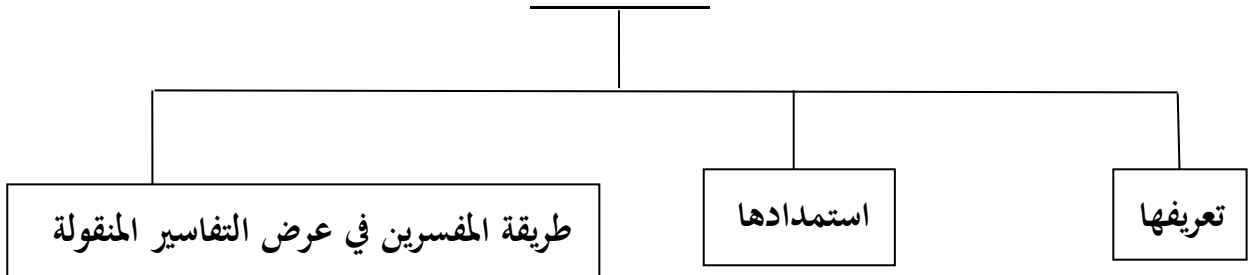 تعريفها
استمدادها
طريقة المفسرين في عرض التفاسير المنقولة